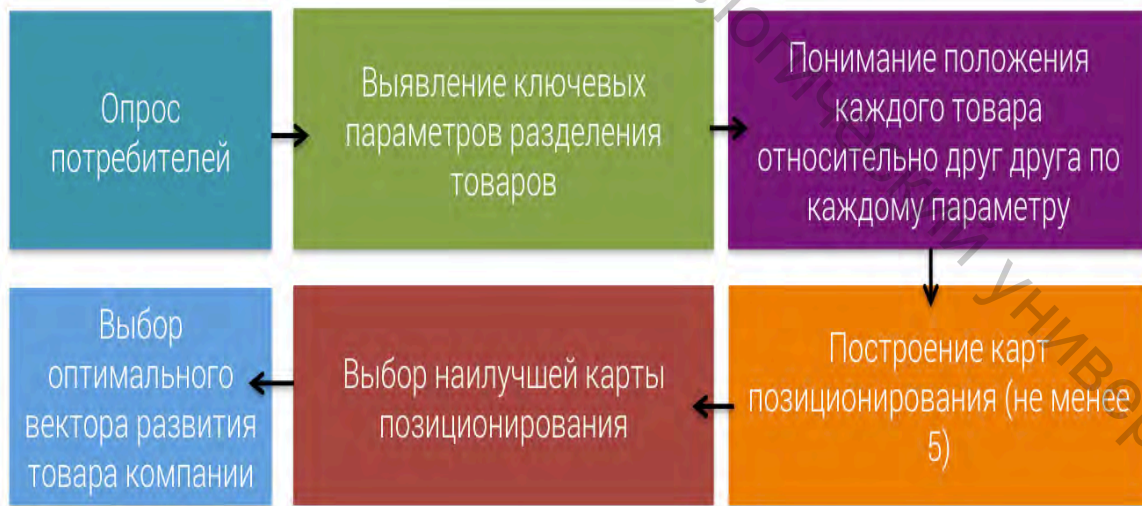 Опрос
потребителей
Выявление ключевых
параметров разделения
товаров
Понимание положения
каждого товара
относительно друг друга по
каждому параметру
Построение карт
позиционирования (не менее
5)
Выбор наилучшей карты
позиционирования
Выбор
оптимального
вектора развития
товара компании